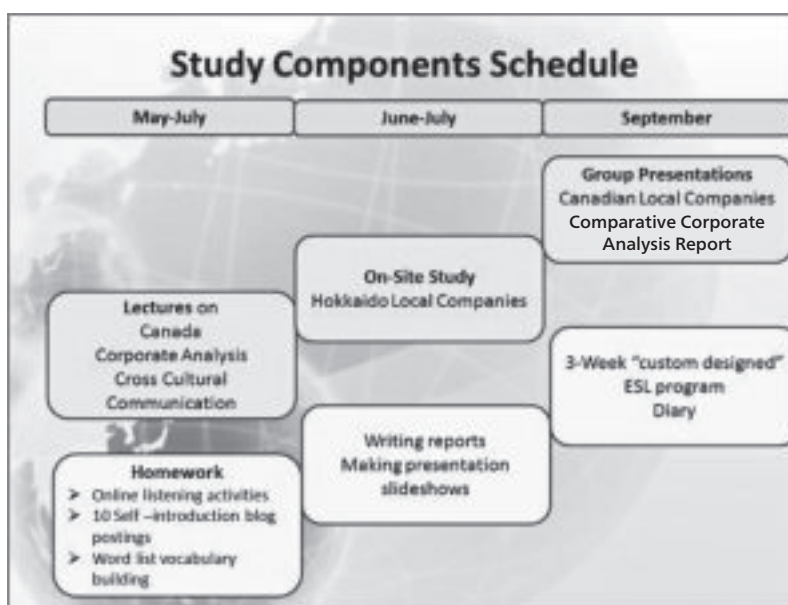 Study Components Schedule
May-July
June-July
September
Lectures on
Canada
Corporate Analysis
Cross Cultural
Communication
Homework
➤ Online listening activities
➤ 10 Self –introduction blog
postings
➤ Word list vocabulary
building
On-Site Study
Hokkaido Local Companies
Writing reports
Making presentation
slideshows
Group Presentations
Canadian Local Companies
Comparative Corporate
Analysis Report
3-Week “custom designed”
ESL program
Diary